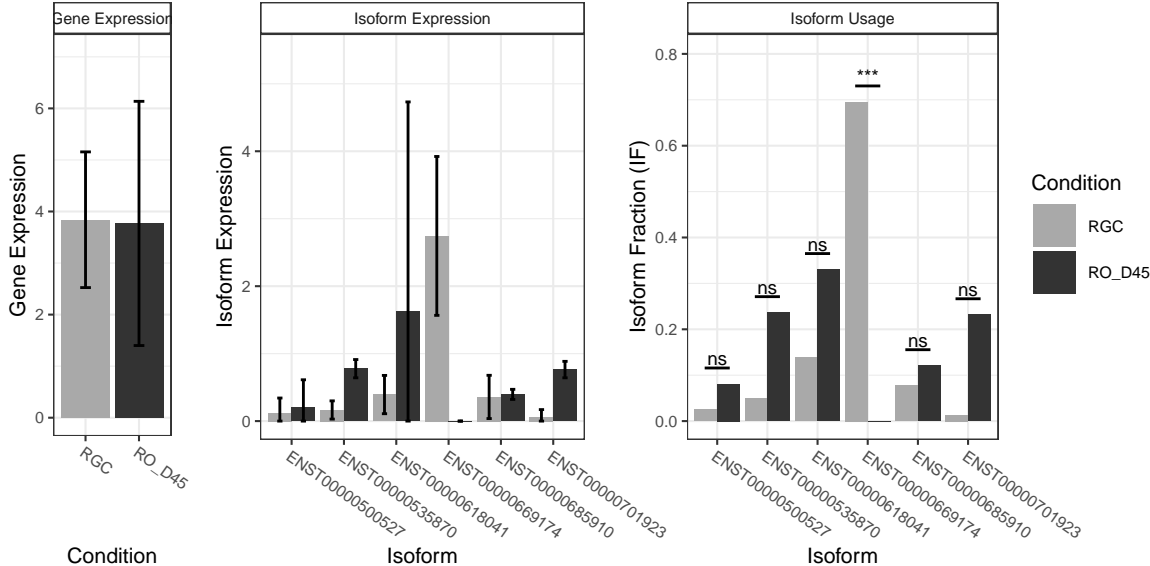 Gene Expression
Gene Expression
0
2
4
6
RGC
RO_D45
Condition
Isoform Expression
Isoform Expression
0
2
4
ENST00000500527
ENST00000535870
ENST00000618041
ENST00000669174
ENST00000685910
ENST00000701923
Isoform
Isoform Usage
Isoform Fraction (IF)
0.0
0.2
0.4
0.6
0.8
ns
ns
ns
***
ns
ns
ENST00000500527
ENST00000535870
ENST00000618041
ENST00000669174
ENST00000685910
ENST00000701923
Isoform
Condition
RGC
RO_D45